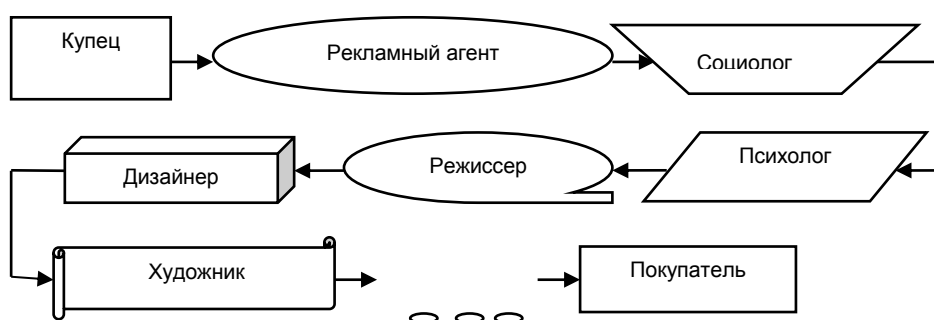 Купец
Рекламный агент
Социолог
Психолог
Режиссер
Дизайнер
Художник
Покупатель